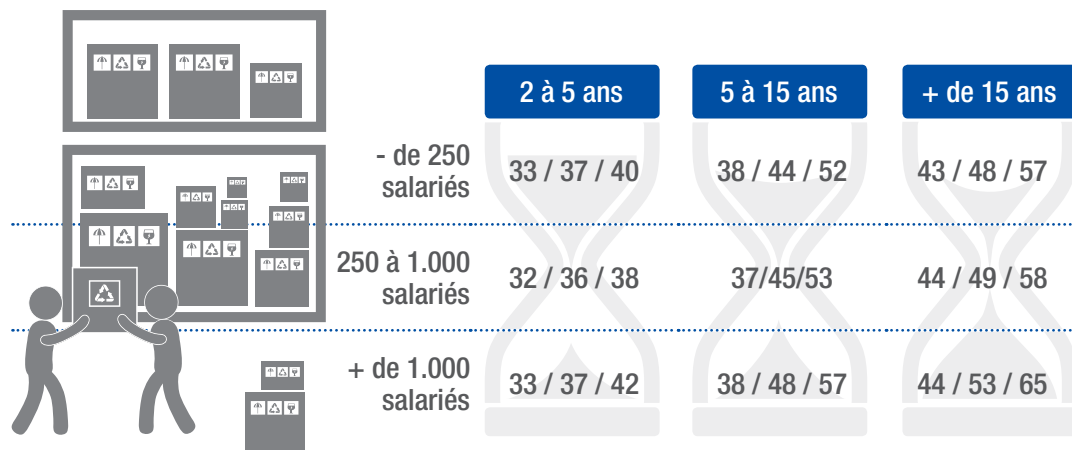 2 à 5 ans
5 à 15 ans
+ de 15 ans
- de 250
salariés
33 / 37 / 40
38 / 44 / 52
43 / 48 / 57
250 à 1.000
salariés
32 / 36 / 38
37/45/53
44 / 49 / 58
+ de 1.000
salariés
33 / 37 / 42
38 / 48 / 57
44 / 53 / 65